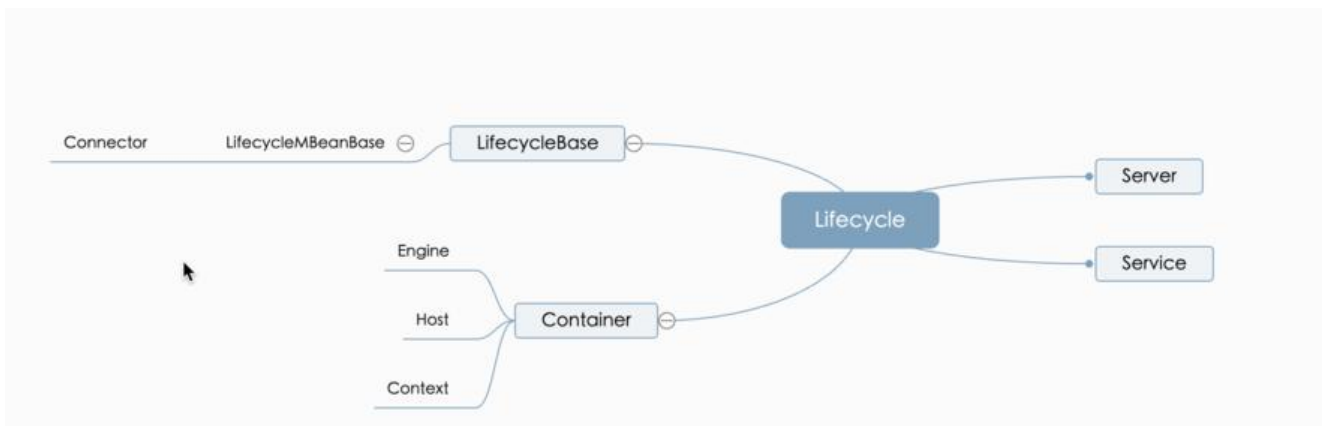 Connector LifecycleMBeanBase LifecycleBase
Server
Lifecycle
Engine
Service
Host Container
Context